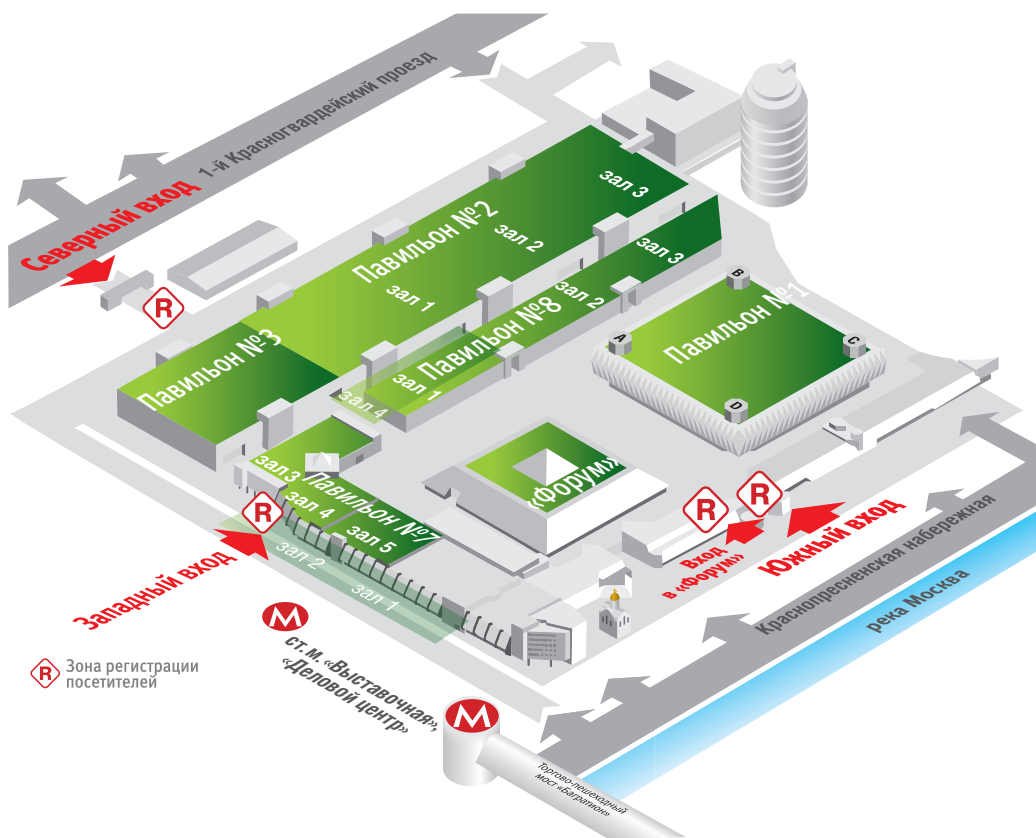 1-й Красногвардейский проезд
Северный вход
R
зал 3
Павильон №2
зал 2
зал 1
зал 3
зал 2
Павильон №8
зал 1
зал 4
Павильон №3
B
Павильон №1
A
C
D
«Форум»
зал 3
Павильон №7
зал 4
зал 5
R
зал 2
зал 1
Западный вход
R
R
Вход
в «Форум»
Южный вход
Краснопресненская набережная
река Москва
М
ст. м. «Выставочная»,
«Деловой центр»
R
Зона регистрации
посетителей
М
Торгово-пешеходный
мост «Багратион»